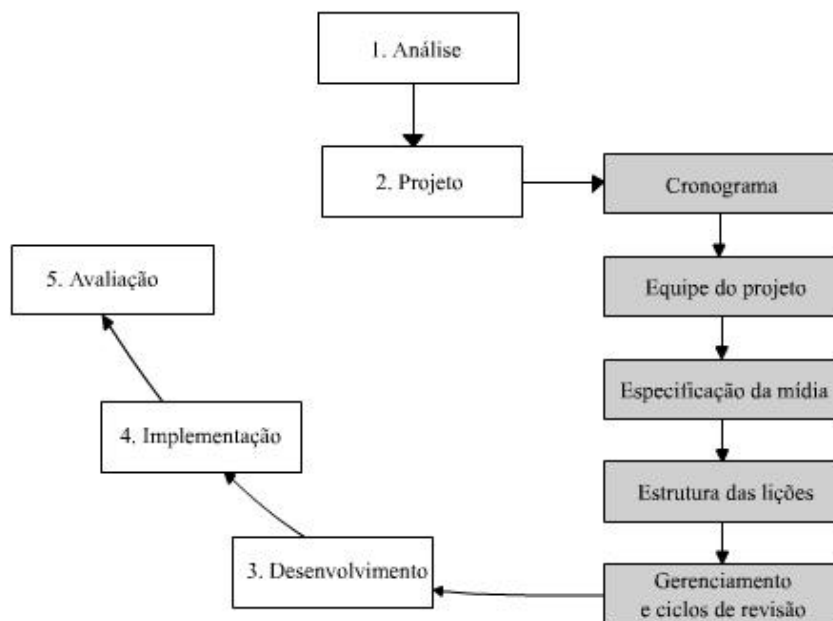 1. Análise
2. Projeto
Cronograma
Equipe do projeto
Especificação da mídia
Estrutura das lições
Gerenciamento
e ciclos de revisão
3. Desenvolvimento
4. Implementação
5. Avaliação